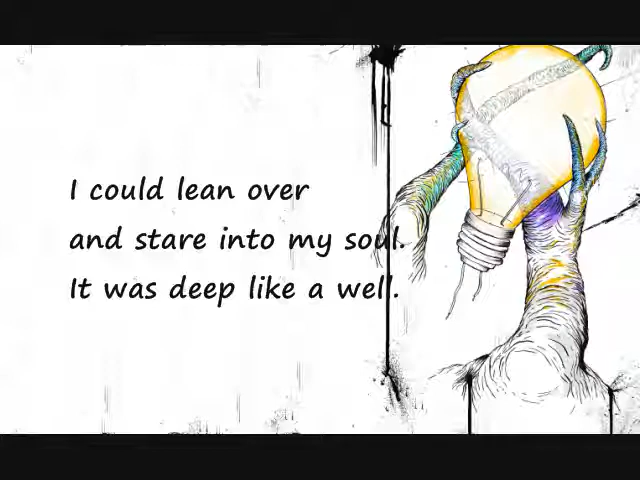 I could lean over
and stare into my soul.
It was deep like a well.